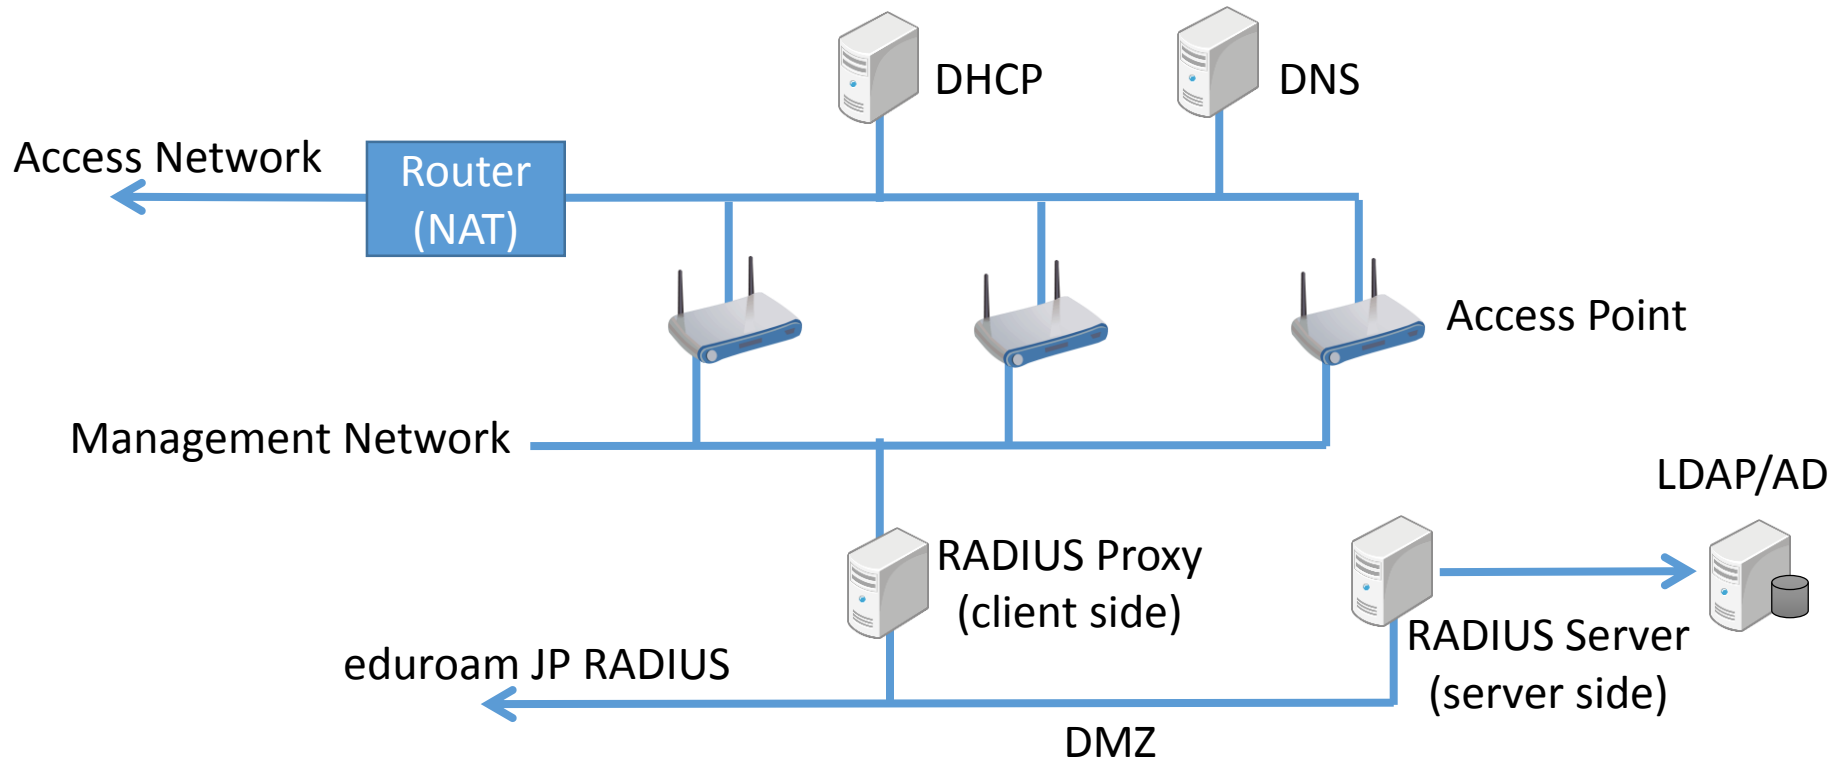 DHCP
DNS
Access Network
Router
(NAT)
Access Point
Management Network
LDAP/AD
RADIUS Proxy
(client side)
RADIUS Server
(server side)
eduroam JP RADIUS
DMZ